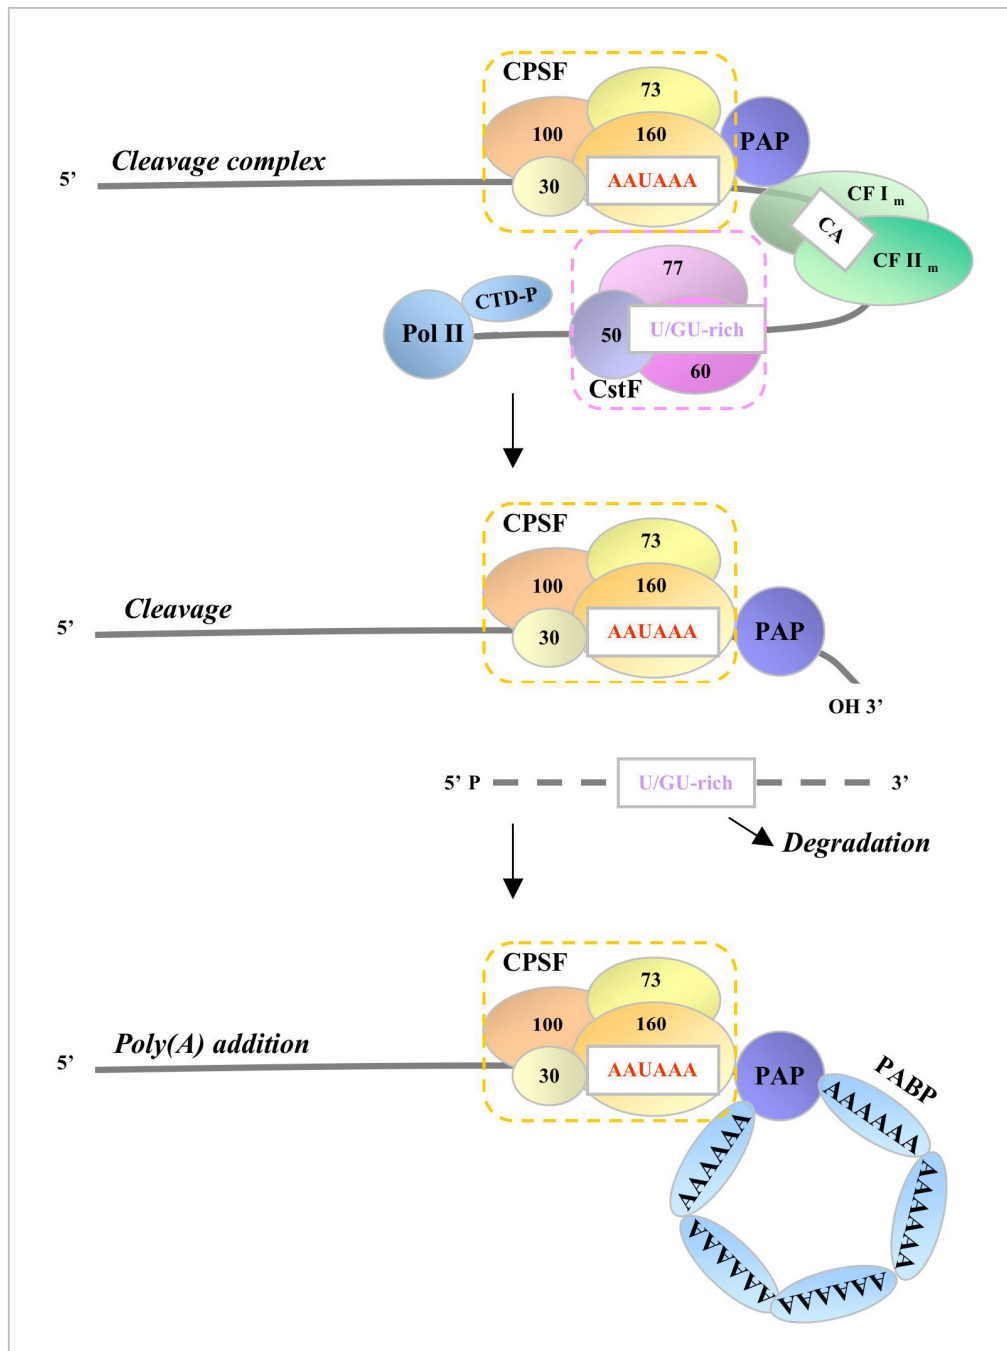 CPSF
73
100
160
PAP
Cleavage complex
5’
30
AAUAAA
CF I m
CA
CF II m
77
CTD-P
Pol II
50
U/GU-rich
60
CstF
CPSF
73
100
160
Cleavage
5’
30
AAUAAA
PAP
OH 3’
5’ P
U/GU-rich
3’
Degradation
CPSF
73
100
160
Poly(A) addition
5’
30
AAUAAA
PAP
PABP
AAAAAA
AAAAAA
AAAAAA
AAAAAA
AAAAAA